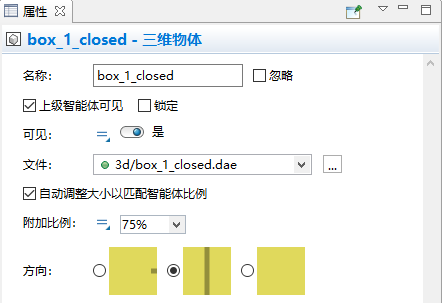 属性
box_1_closed - 三维物体
名称: box_1_closed 忽略
上级智能体可见 锁定
可见: 是
文件: 3d/box_1_closed.dae ...
自动调整大小以匹配智能体比例
附加比例: 75%
方向: